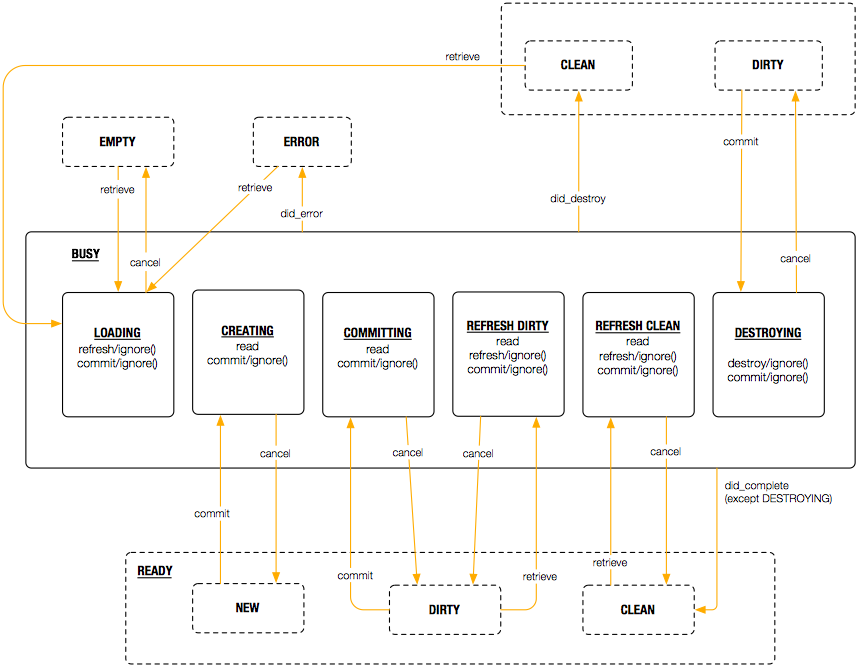 retrieve
CLEAN
DIRTY
EMPTY
ERROR
commit
retrieve
retrieve
did_error
did_destroy
BUSY
cancel
cancel
LOADING
refresh/ignore()
commit/ignore()
CREATING
read
commit/ignore()
COMMITTING
read
commit/ignore()
REFRESH DIRTY
read
refresh/ignore()
commit/ignore()
REFRESH CLEAN
read
refresh/ignore()
commit/ignore()
DESTROYING
destroy/ignore()
commit/ignore()
cancel
cancel
cancel
cancel
did_complete
(except DESTROYING)
commit
READY
commit
retrieve
retrieve
NEW
DIRTY
CLEAN